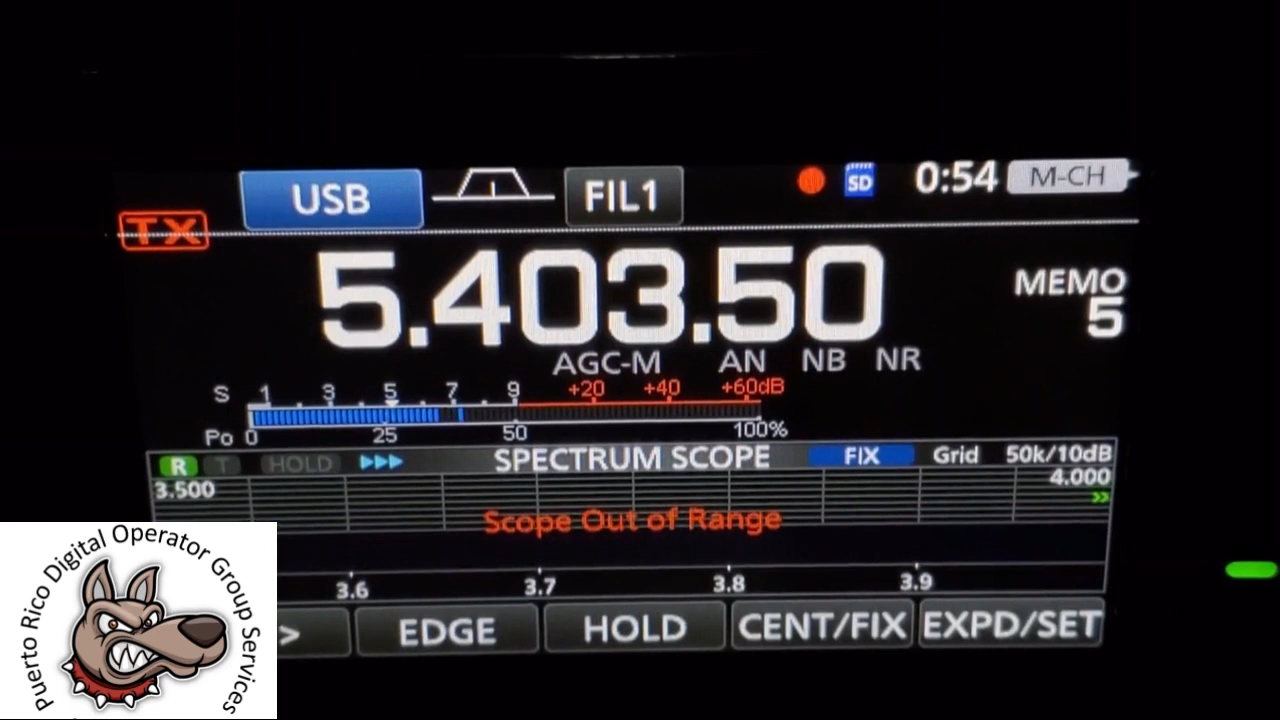 USB FIL1 SD 0:54 M-CH
TX
5.403.50
MEMO
5
AGC-M AN NB NR
S 1 3 5 7 9 +20 +40 +60dB
Po 0 25 50 100%
R T HOLD SPECTRUM SCOPE FIX Grid 50k/10dB
3.500 4.000
Scope Out of Range
3.6 3.7 3.8 3.9
> EDGE HOLD CENT/FIX EXPD/SET
Puerto Rico Digital Operator Group Services